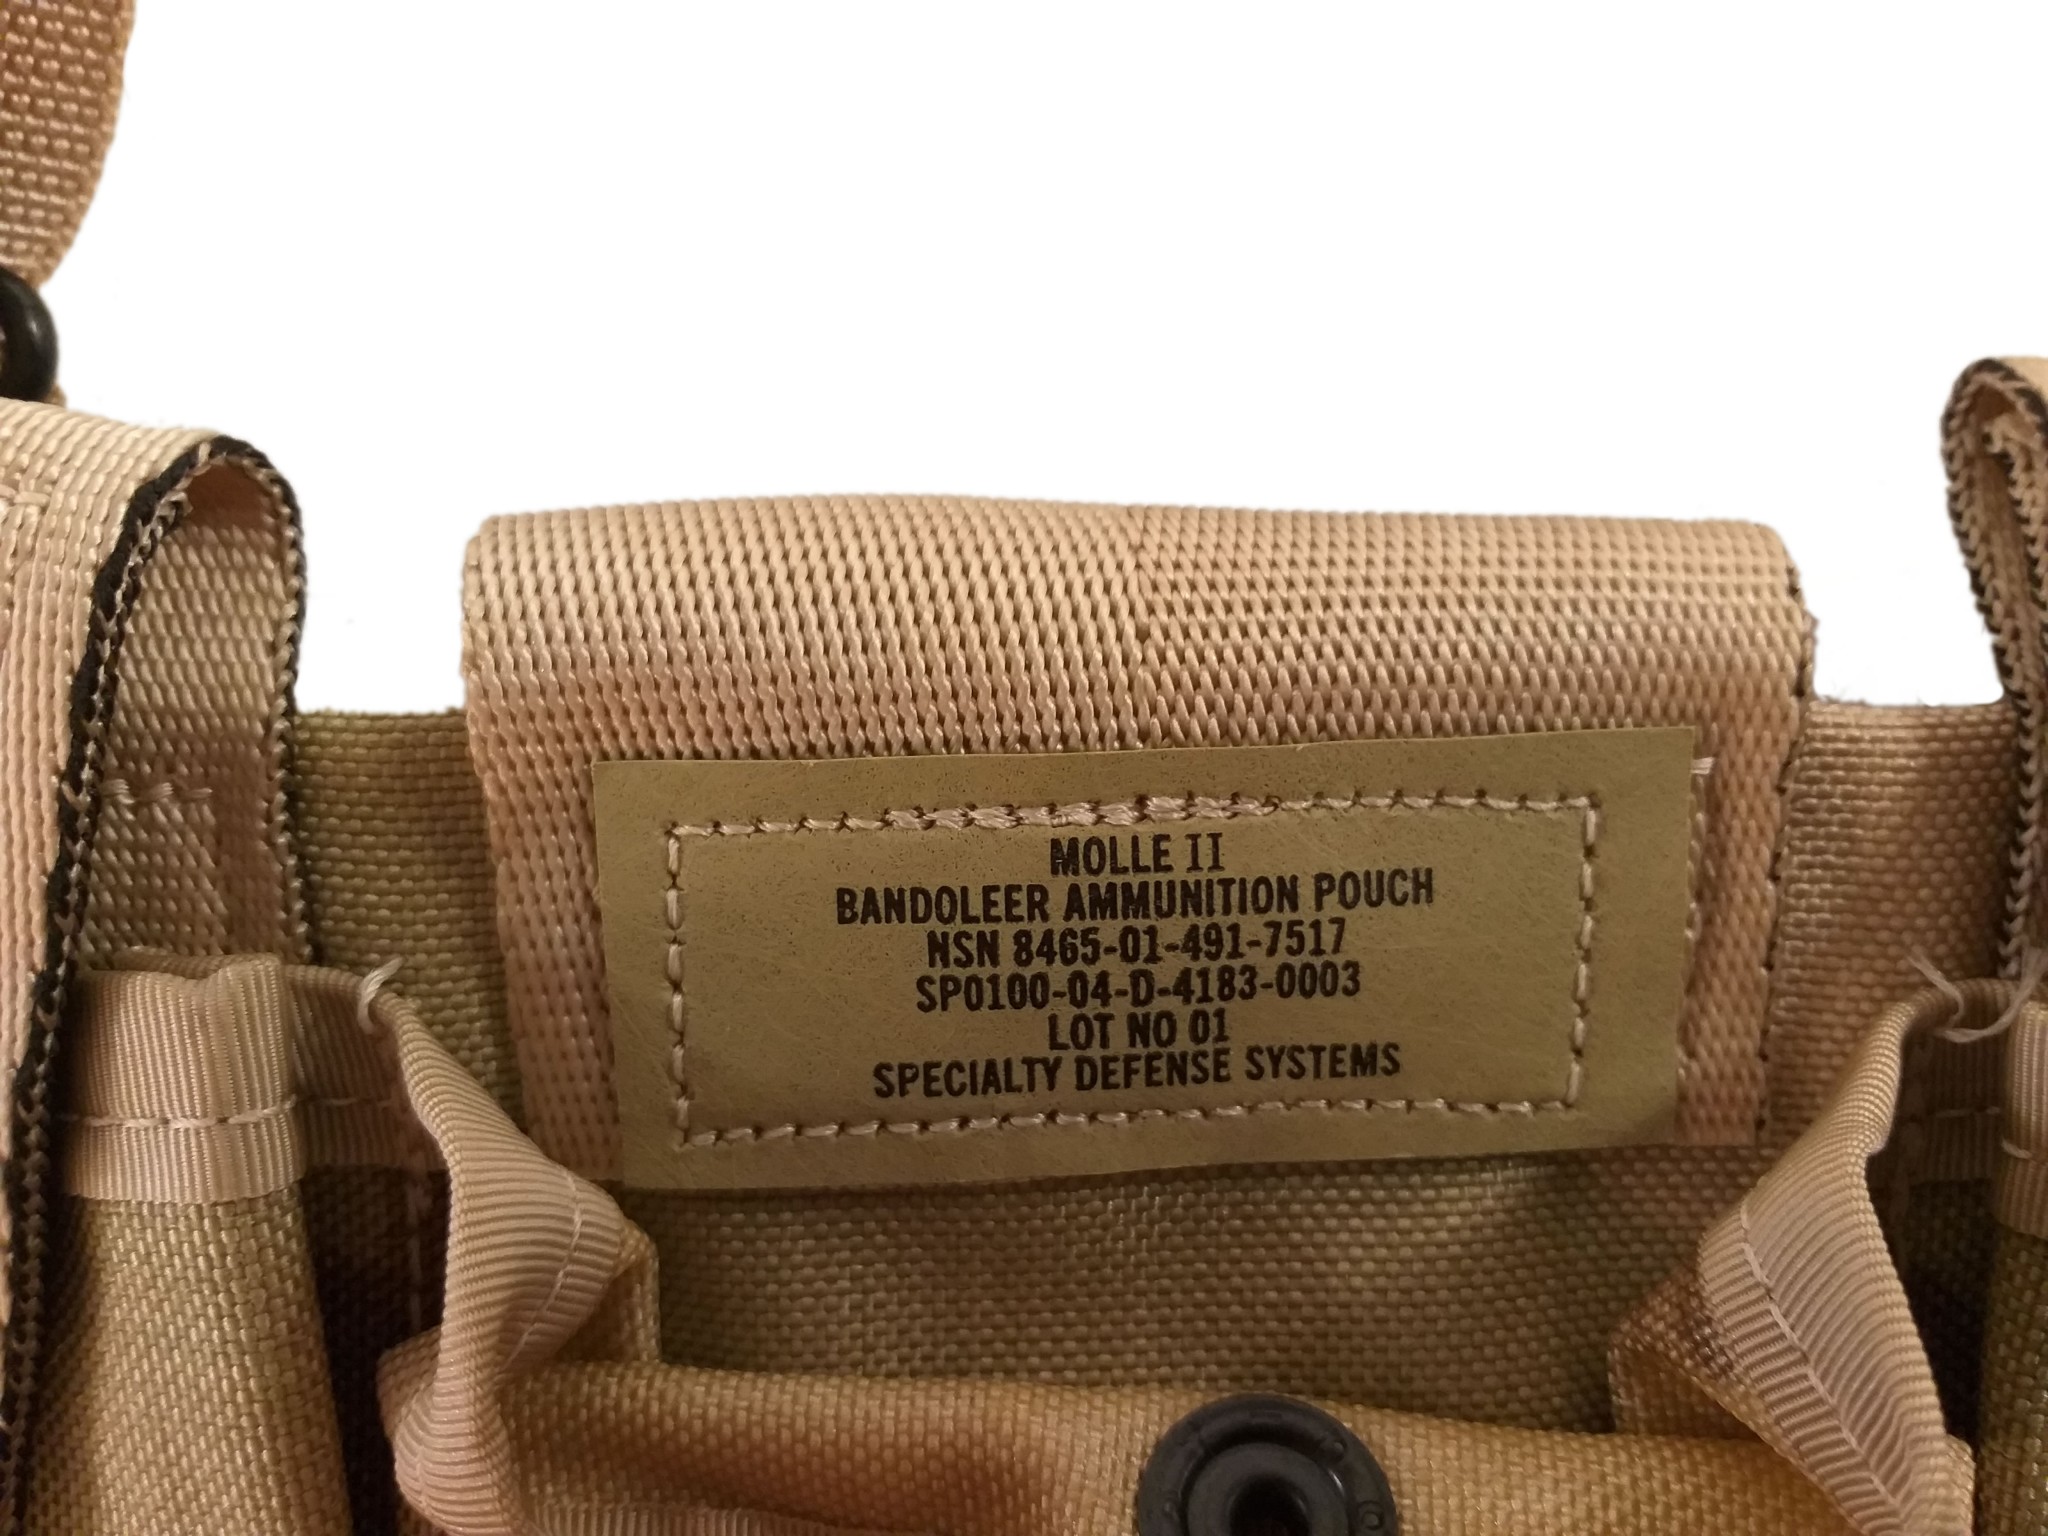 MOLLE II
BANDOLEER AMMUNITION POUCH
NSN 8465-01-491-7517
SP0100-04-D-4183-0003
LOT NO 01
SPECIALTY DEFENSE SYSTEMS